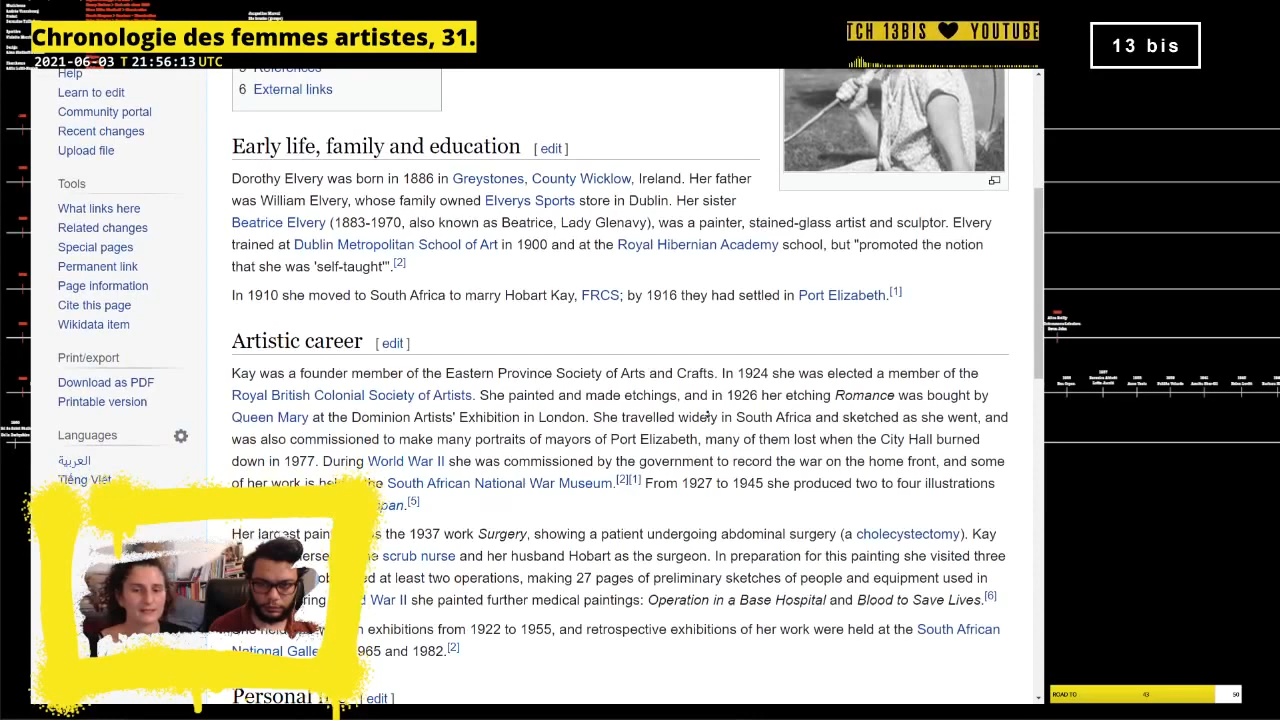 Chronologie des femmes artistes, 31.
2021-06-03 T 21:56:13 UTC
TCH 13BIS ♥ YOUTUBE
13 bis
Help
Learn to edit
Community portal
Recent changes
Upload file
Tools
What links here
Related changes
Special pages
Permanent link
Page information
Cite this page
Wikidata item
Print/export
Download as PDF
Printable version
Languages
العربية
Tiếng Việt
References
6 External links
Early life, family and education [ edit ]
Dorothy Elvery was born in 1886 in Greystones, County Wicklow, Ireland. Her father
was William Elvery, whose family owned Elverys Sports store in Dublin. Her sister
Beatrice Elvery (1883-1970, also known as Beatrice, Lady Glenavy), was a painter, stained-glass artist and sculptor. Elvery
trained at Dublin Metropolitan School of Art in 1900 and at the Royal Hibernian Academy school, but "promoted the notion
that she was 'self-taught'".[2]
In 1910 she moved to South Africa to marry Hobart Kay, FRCS; by 1916 they had settled in Port Elizabeth.[1]
Artistic career [ edit ]
Kay was a founder member of the Eastern Province Society of Arts and Crafts. In 1924 she was elected a member of the
Royal British Colonial Society of Artists. She painted and made etchings, and in 1926 her etching Romance was bought by
Queen Mary at the Dominion Artists' Exhibition in London. She travelled widely in South Africa and sketched as she went, and
was also commissioned to make many portraits of mayors of Port Elizabeth, many of them lost when the City Hall burned
down in 1977. During World War II she was commissioned by the government to record the war on the home front, and some
of her work is the South African National War Museum.[2][1] From 1927 to 1945 she produced two to four illustrations
pan.[5]
Her largest the 1937 work Surgery, showing a patient undergoing abdominal surgery (a cholecystectomy). Kay
scrub nurse and her husband Hobart as the surgeon. In preparation for this painting she visited three
at least two operations, making 27 pages of preliminary sketches of people and equipment used in
War II she painted further medical paintings: Operation in a Base Hospital and Blood to Save Lives.[6]
exhibitions from 1922 to 1955, and retrospective exhibitions of her work were held at the South African
National 965 and 1982.[2]
Personal [ edit ]
ROAD TO 43 50